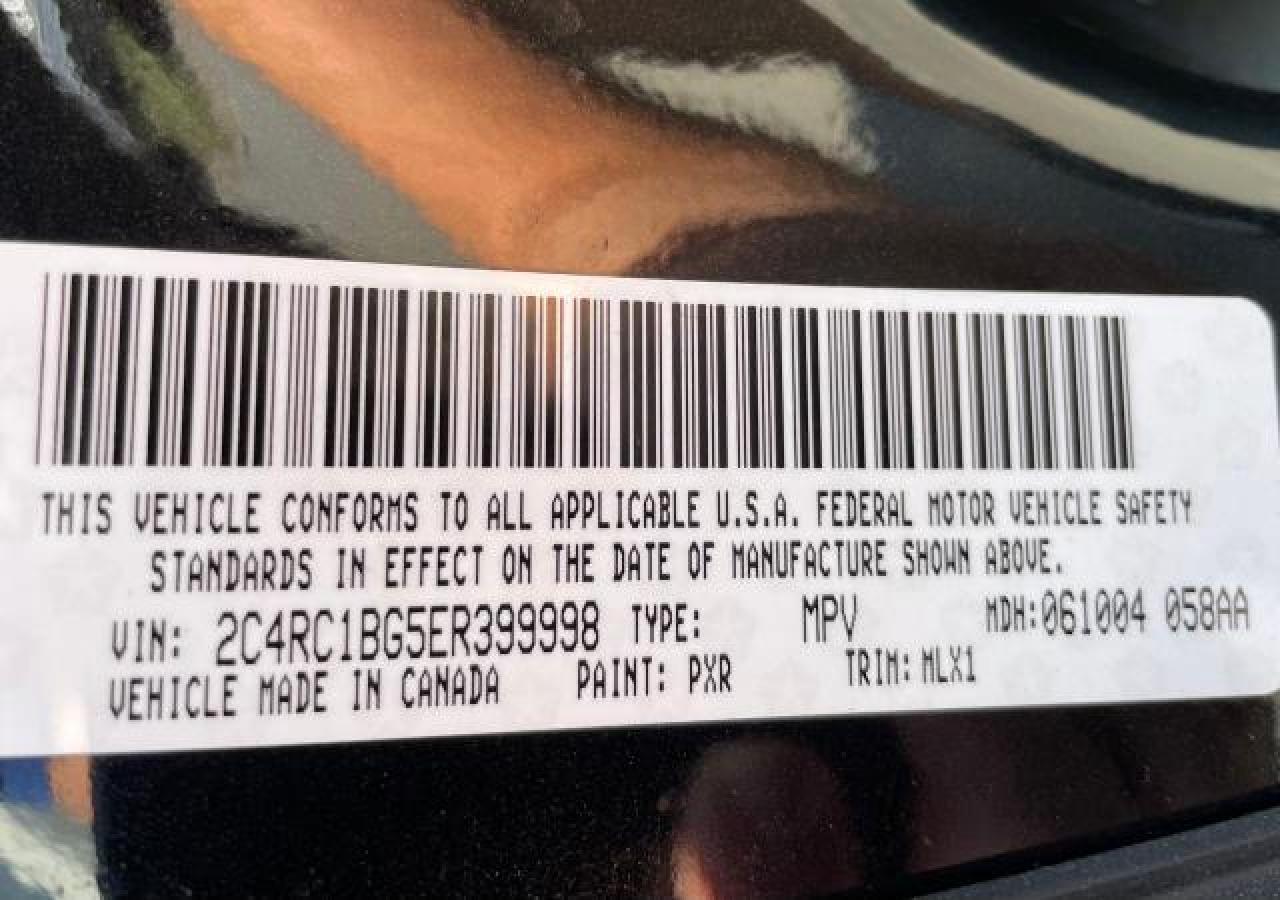 THIS VEHICLE CONFORMS TO ALL APPLICABLE U.S.A. FEDERAL MOTOR VEHICLE SAFETY
STANDARDS IN EFFECT ON THE DATE OF MANUFACTURE SHOWN ABOVE.
VIN: 2C4RC1BG5ER399998 TYPE: MPV MDH:061004 058AA
VEHICLE MADE IN CANADA PAINT: PXR TRIM: MLX1